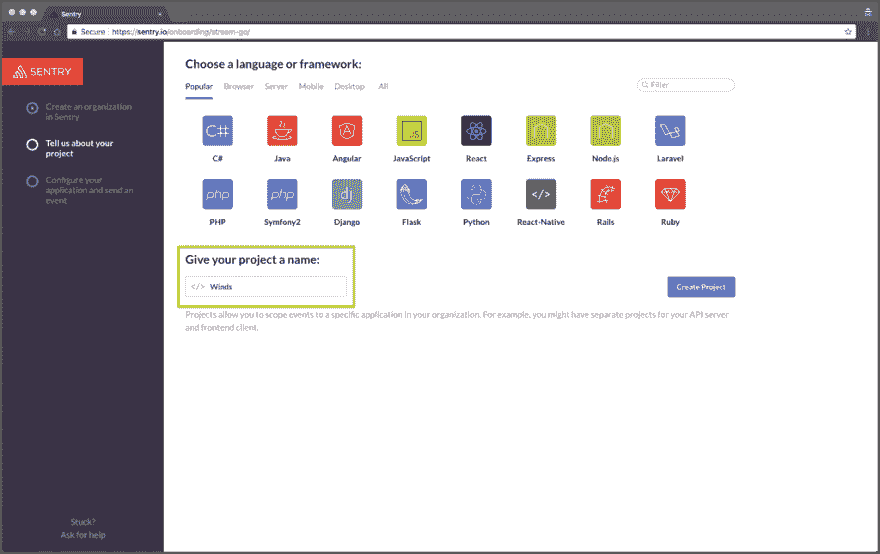 Sentry
Secure
https://sentry.io/onboarding/stream-go/
SENTRY
Create an organization
in Sentry
Tell us about your
project
Configure your
application and send an
event
Stuck?
Ask for help
Choose a language or framework:
Popular Browser Server Mobile Desktop All
Filter
C# JS
C# Java Angular JavaScript React Express Node.js Laravel
php php dj </>
PHP Symfony2 Django Flask Python React-Native Rails Ruby
Give your project a name:
</> Winds
Create Project
Projects allow you to scope events to a specific application in your organization. For example, you might have separate projects for your API server
and frontend client.